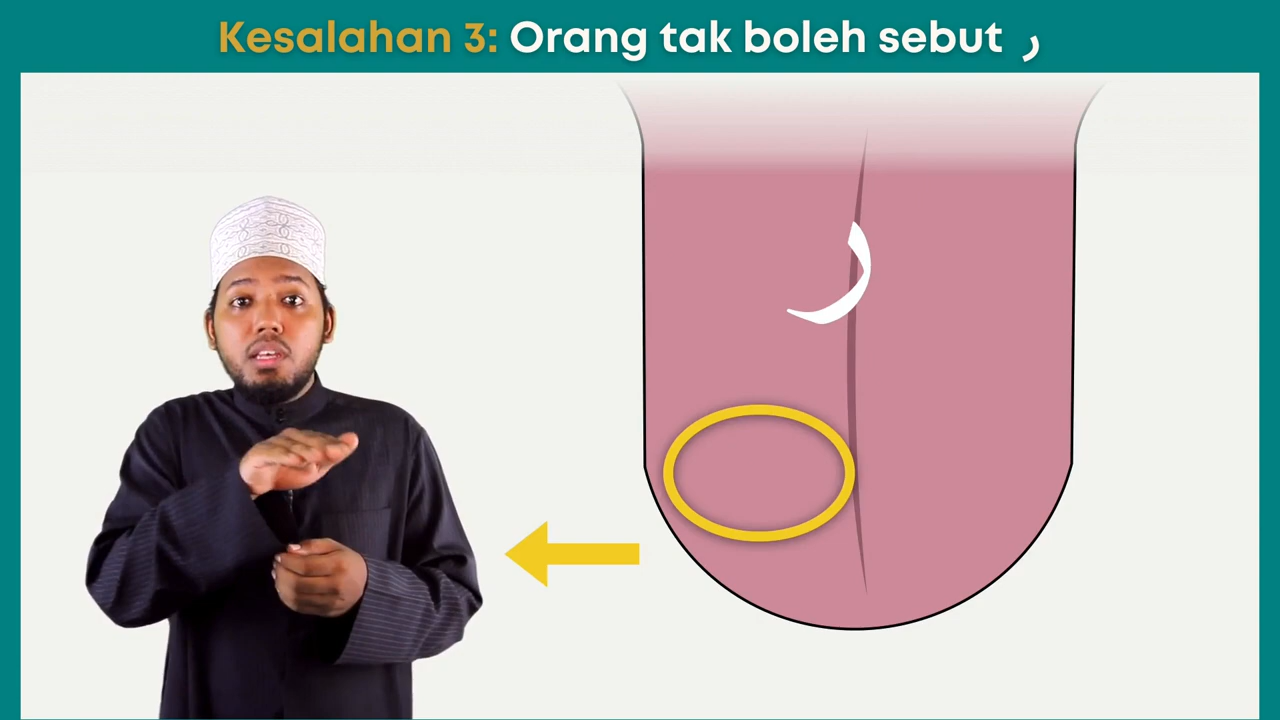 Kesalahan 3: Orang tak boleh sebut ر
ر